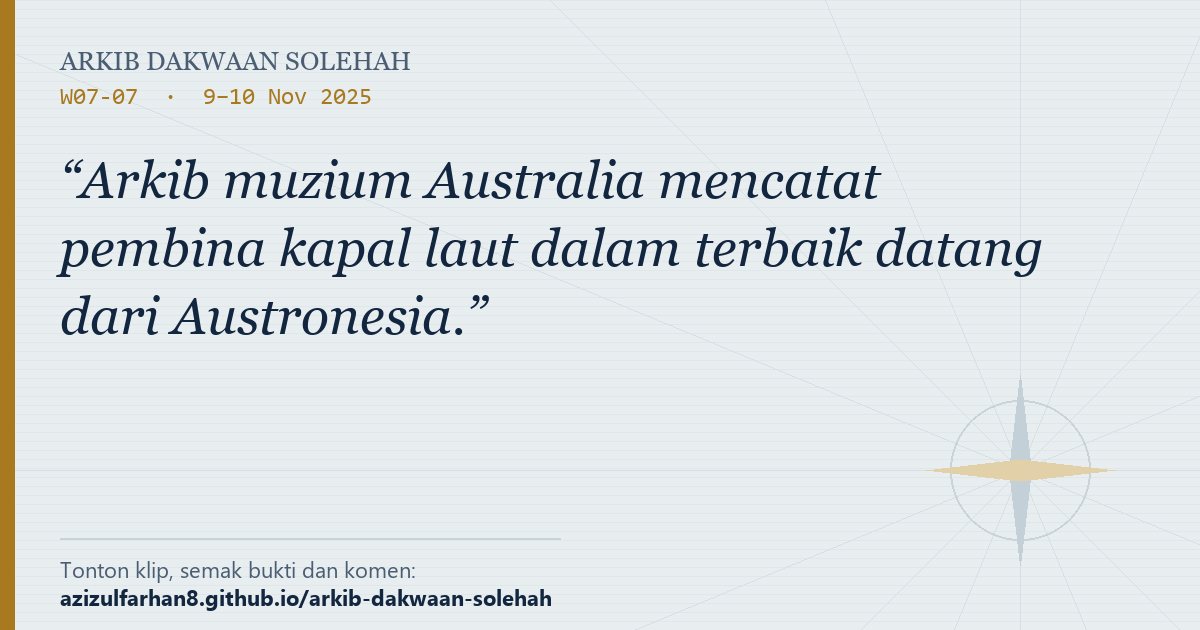 ARKIB DAKWAAN SOLEHAH
W07-07 · 9–10 Nov 2025
“Arkib muzium Australia mencatat
pembina kapal laut dalam terbaik datang
dari Austronesia.”
Tonton klip, semak bukti dan komen:
azizulfarhan8.github.io/arkib-dakwaan-solehah